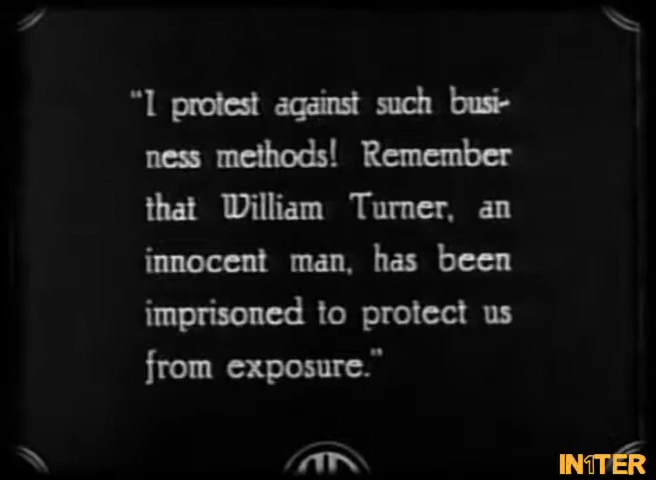 "I protest against such busi-
ness methods! Remember
that William Turner, an
innocent man, has been
imprisoned to protect us
from exposure."
IN1TER